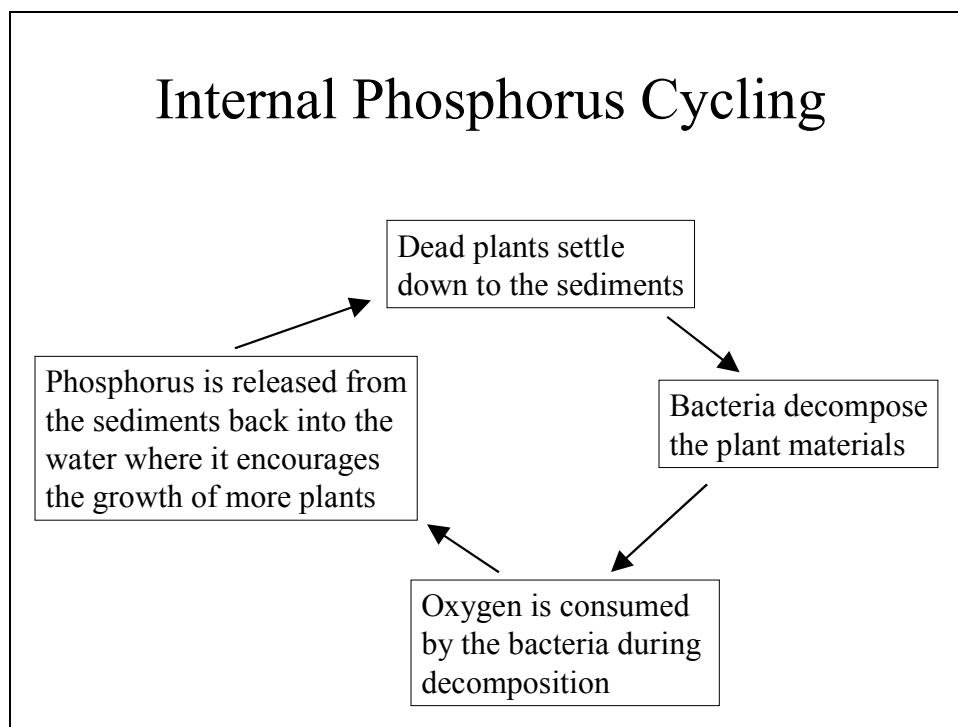 Internal Phosphorus Cycling
Dead plants settle
down to the sediments
Bacteria decompose
the plant materials
Oxygen is consumed
by the bacteria during
decomposition
Phosphorus is released from
the sediments back into the
water where it encourages
the growth of more plants